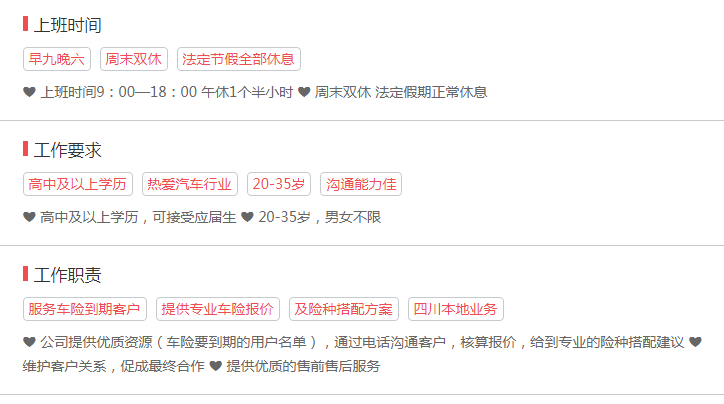 上班时间
早九晚六 周末双休 法定节假全部休息
❤ 上班时间9：00—18：00 午休1个半小时 ❤ 周末双休 法定假期正常休息
工作要求
高中及以上学历 热爱汽车行业 20-35岁 沟通能力佳
❤ 高中及以上学历，可接受应届生 ❤ 20-35岁，男女不限
工作职责
服务车险到期客户 提供专业车险报价 及险种搭配方案 四川本地业务
❤ 公司提供优质资源（车险要到期的用户名单），通过电话沟通客户，核算报价，给到专业的险种搭配建议 ❤
维护客户关系，促成最终合作 ❤ 提供优质的售前售后服务